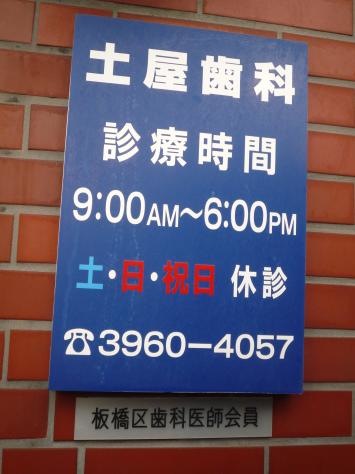 土屋歯科
診療時間
9:00AM〜6:00PM
土・日・祝日 休診
☎3960-4057
板橋区歯科医師会員